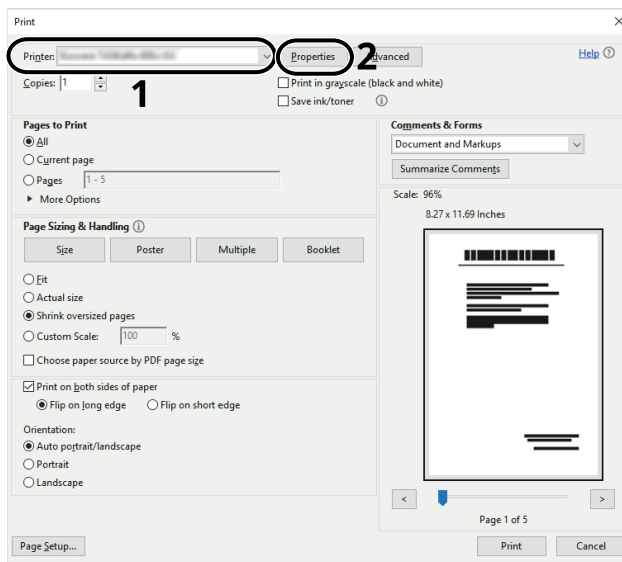 Print
Printer:
Properties
2
Advanced
Help
1
Copies: 1
Print in grayscale (black and white)
Save ink/toner
Pages to Print
All
Current page
Pages 1 - 5
More Options
Page Sizing & Handling
Size Poster Multiple Booklet
Fit
Actual size
Shrink oversized pages
Custom Scale: 100 %
Choose paper source by PDF page size
Print on both sides of paper
Flip on long edge Flip on short edge
Orientation:
Auto portrait/landscape
Portrait
Landscape
Comments & Forms
Document and Markups
Summarize Comments
Scale: 96%
8.27 x 11.69 Inches
< >
Page 1 of 5
Page Setup...
Print Cancel